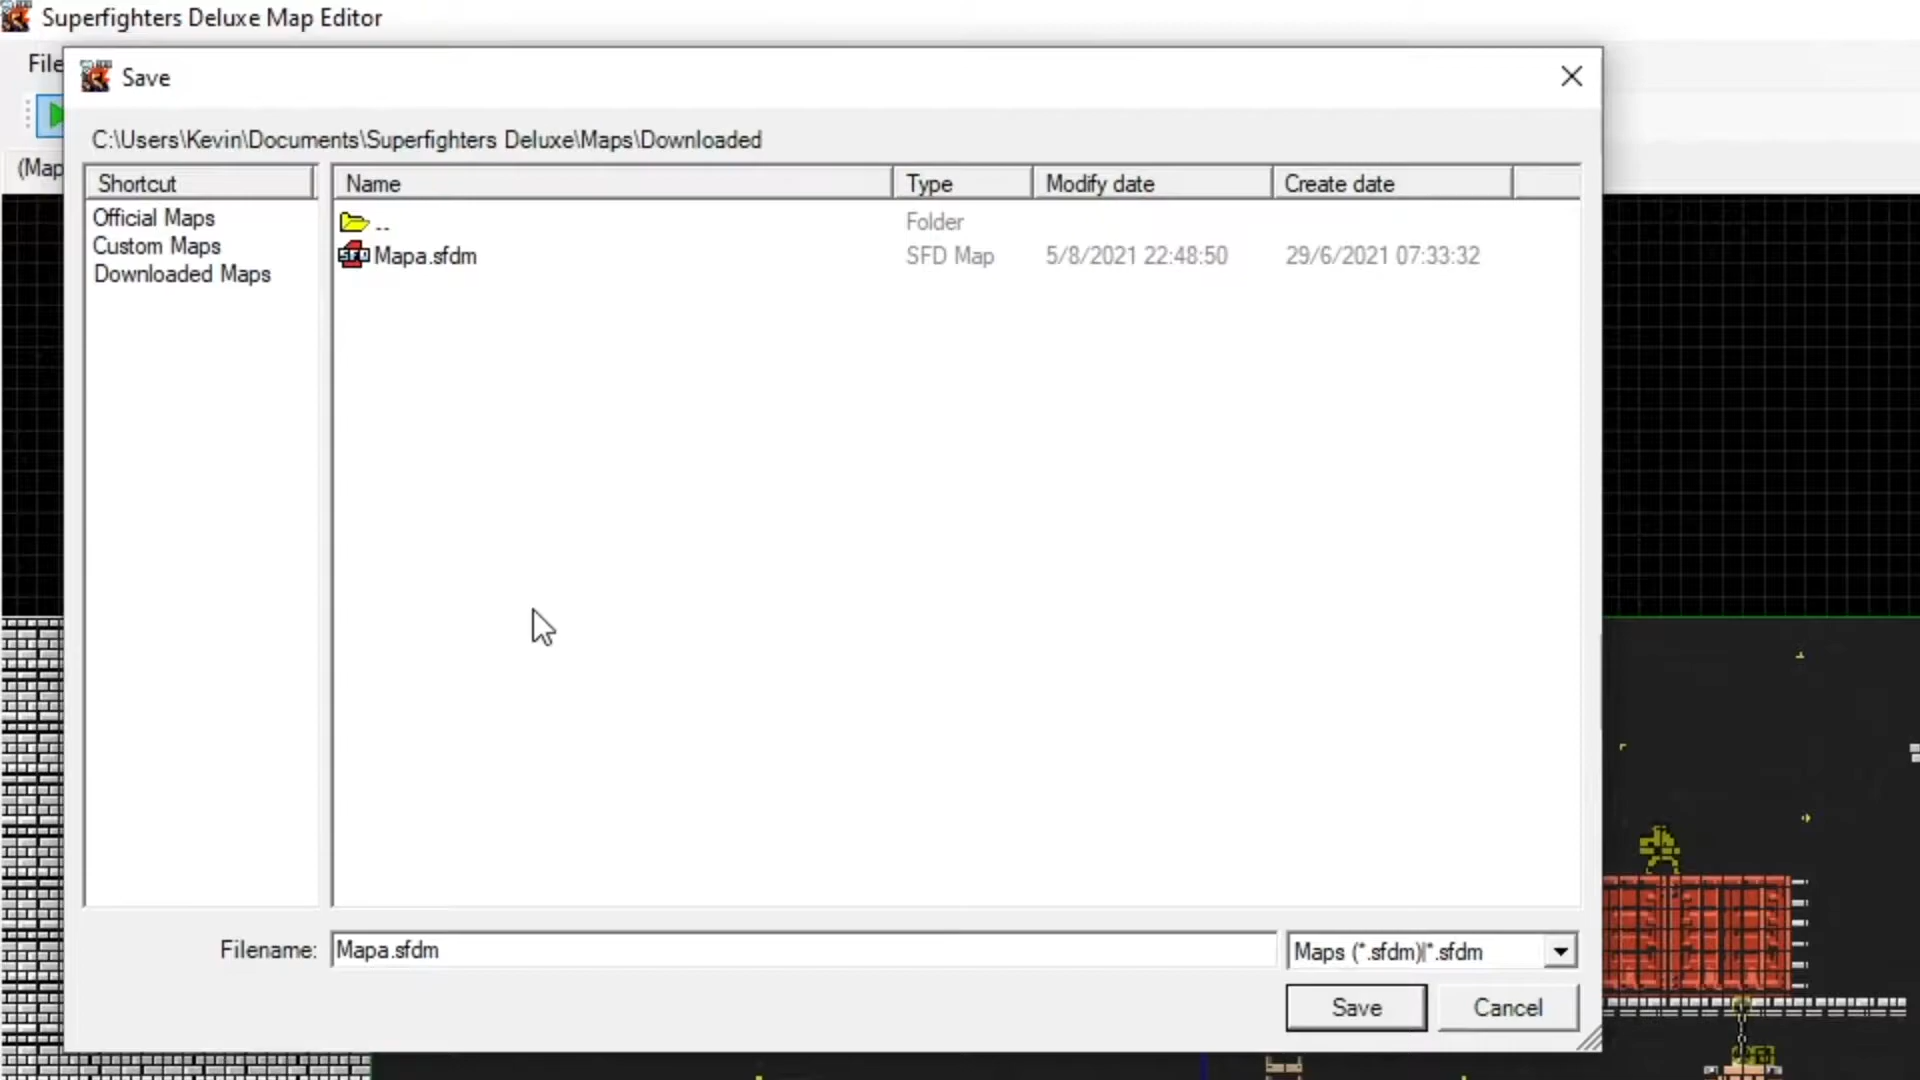 Superfighters Deluxe Map Editor
File
Save
C:\Users\Kevin\Documents\Superfighters Deluxe\Maps\Downloaded
(Map
Shortcut
Name
Type
Modify date
Create date
Official Maps
Custom Maps
Downloaded Maps
..
Folder
SFD
Mapa.sfdm
SFD Map
5/8/2021 22:48:50
29/6/2021 07:33:32
Filename:
Mapa.sfdm
Maps (*.sfdm)|*.sfdm
Save
Cancel